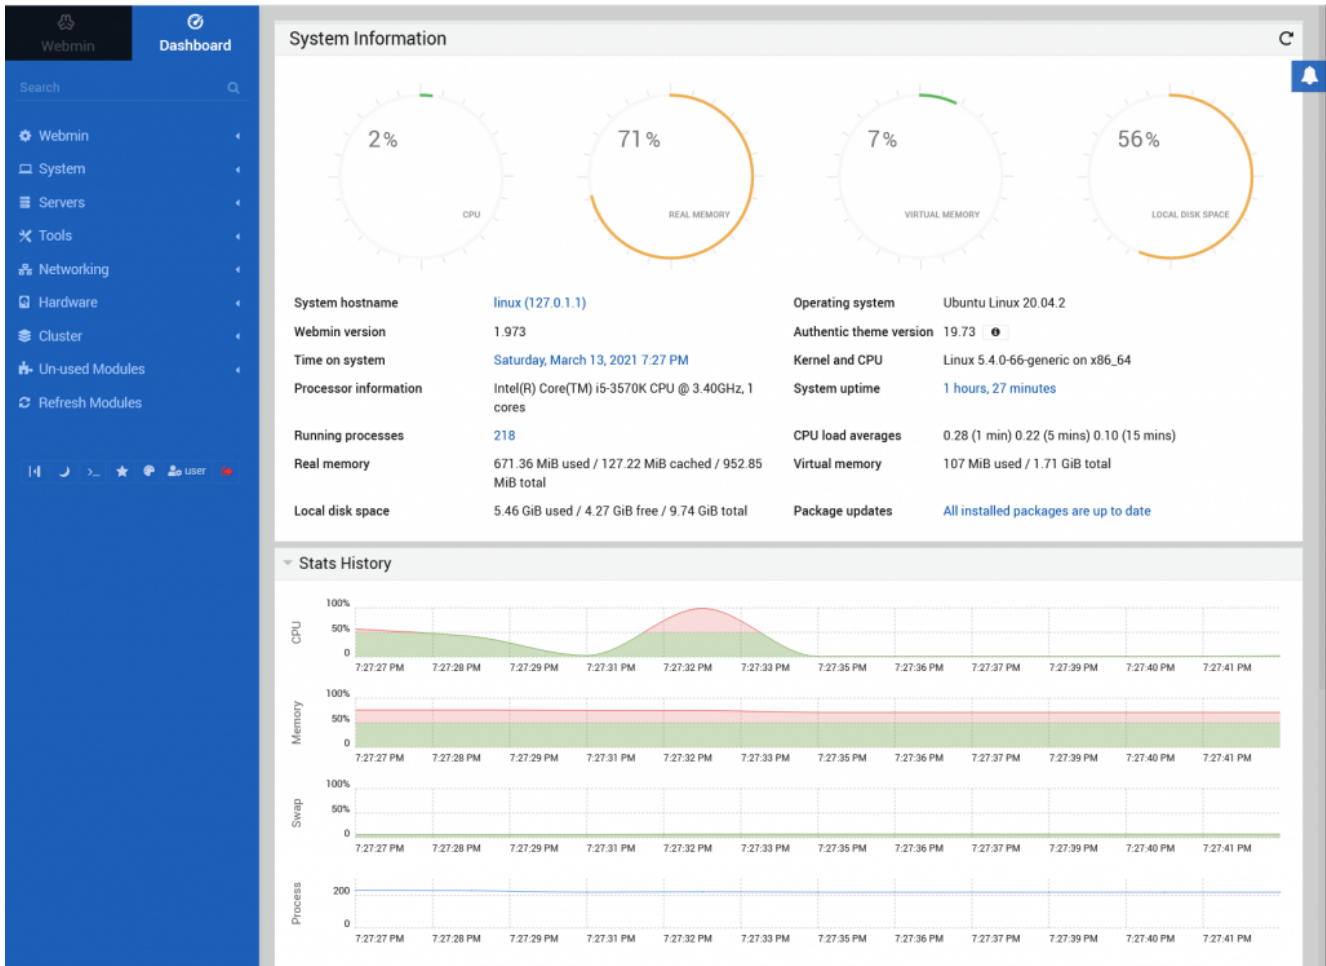 Webmin
Dashboard
Search
Webmin
System
Servers
Tools
Networking
Hardware
Cluster
Un-used Modules
Refresh Modules
user
System Information
2%
CPU
71%
REAL MEMORY
7%
VIRTUAL MEMORY
56%
LOCAL DISK SPACE
System hostname linux (127.0.1.1) Operating system Ubuntu Linux 20.04.2
Webmin version 1.973 Authentic theme version 19.73
Time on system Saturday, March 13, 2021 7:27 PM Kernel and CPU Linux 5.4.0-66-generic on x86_64
Processor information Intel(R) Core(TM) i5-3570K CPU @ 3.40GHz, 1 System uptime 1 hours, 27 minutes
cores
Running processes 218 CPU load averages 0.28 (1 min) 0.22 (5 mins) 0.10 (15 mins)
Real memory 671.36 MiB used / 127.22 MiB cached / 952.85 Virtual memory 107 MiB used / 1.71 GiB total
MiB total
Local disk space 5.46 GiB used / 4.27 GiB free / 9.74 GiB total Package updates All installed packages are up to date
Stats History
CPU
100%
50%
0
7:27:27 PM 7:27:28 PM 7:27:29 PM 7:27:31 PM 7:27:32 PM 7:27:33 PM 7:27:35 PM 7:27:36 PM 7:27:37 PM 7:27:39 PM 7:27:40 PM 7:27:41 PM
Memory
100%
50%
0
7:27:27 PM 7:27:28 PM 7:27:29 PM 7:27:31 PM 7:27:32 PM 7:27:33 PM 7:27:35 PM 7:27:36 PM 7:27:37 PM 7:27:39 PM 7:27:40 PM 7:27:41 PM
Swap
100%
50%
0
7:27:27 PM 7:27:28 PM 7:27:29 PM 7:27:31 PM 7:27:32 PM 7:27:33 PM 7:27:35 PM 7:27:36 PM 7:27:37 PM 7:27:39 PM 7:27:40 PM 7:27:41 PM
Process
200
0
7:27:27 PM 7:27:28 PM 7:27:29 PM 7:27:31 PM 7:27:32 PM 7:27:33 PM 7:27:35 PM 7:27:36 PM 7:27:37 PM 7:27:39 PM 7:27:40 PM 7:27:41 PM